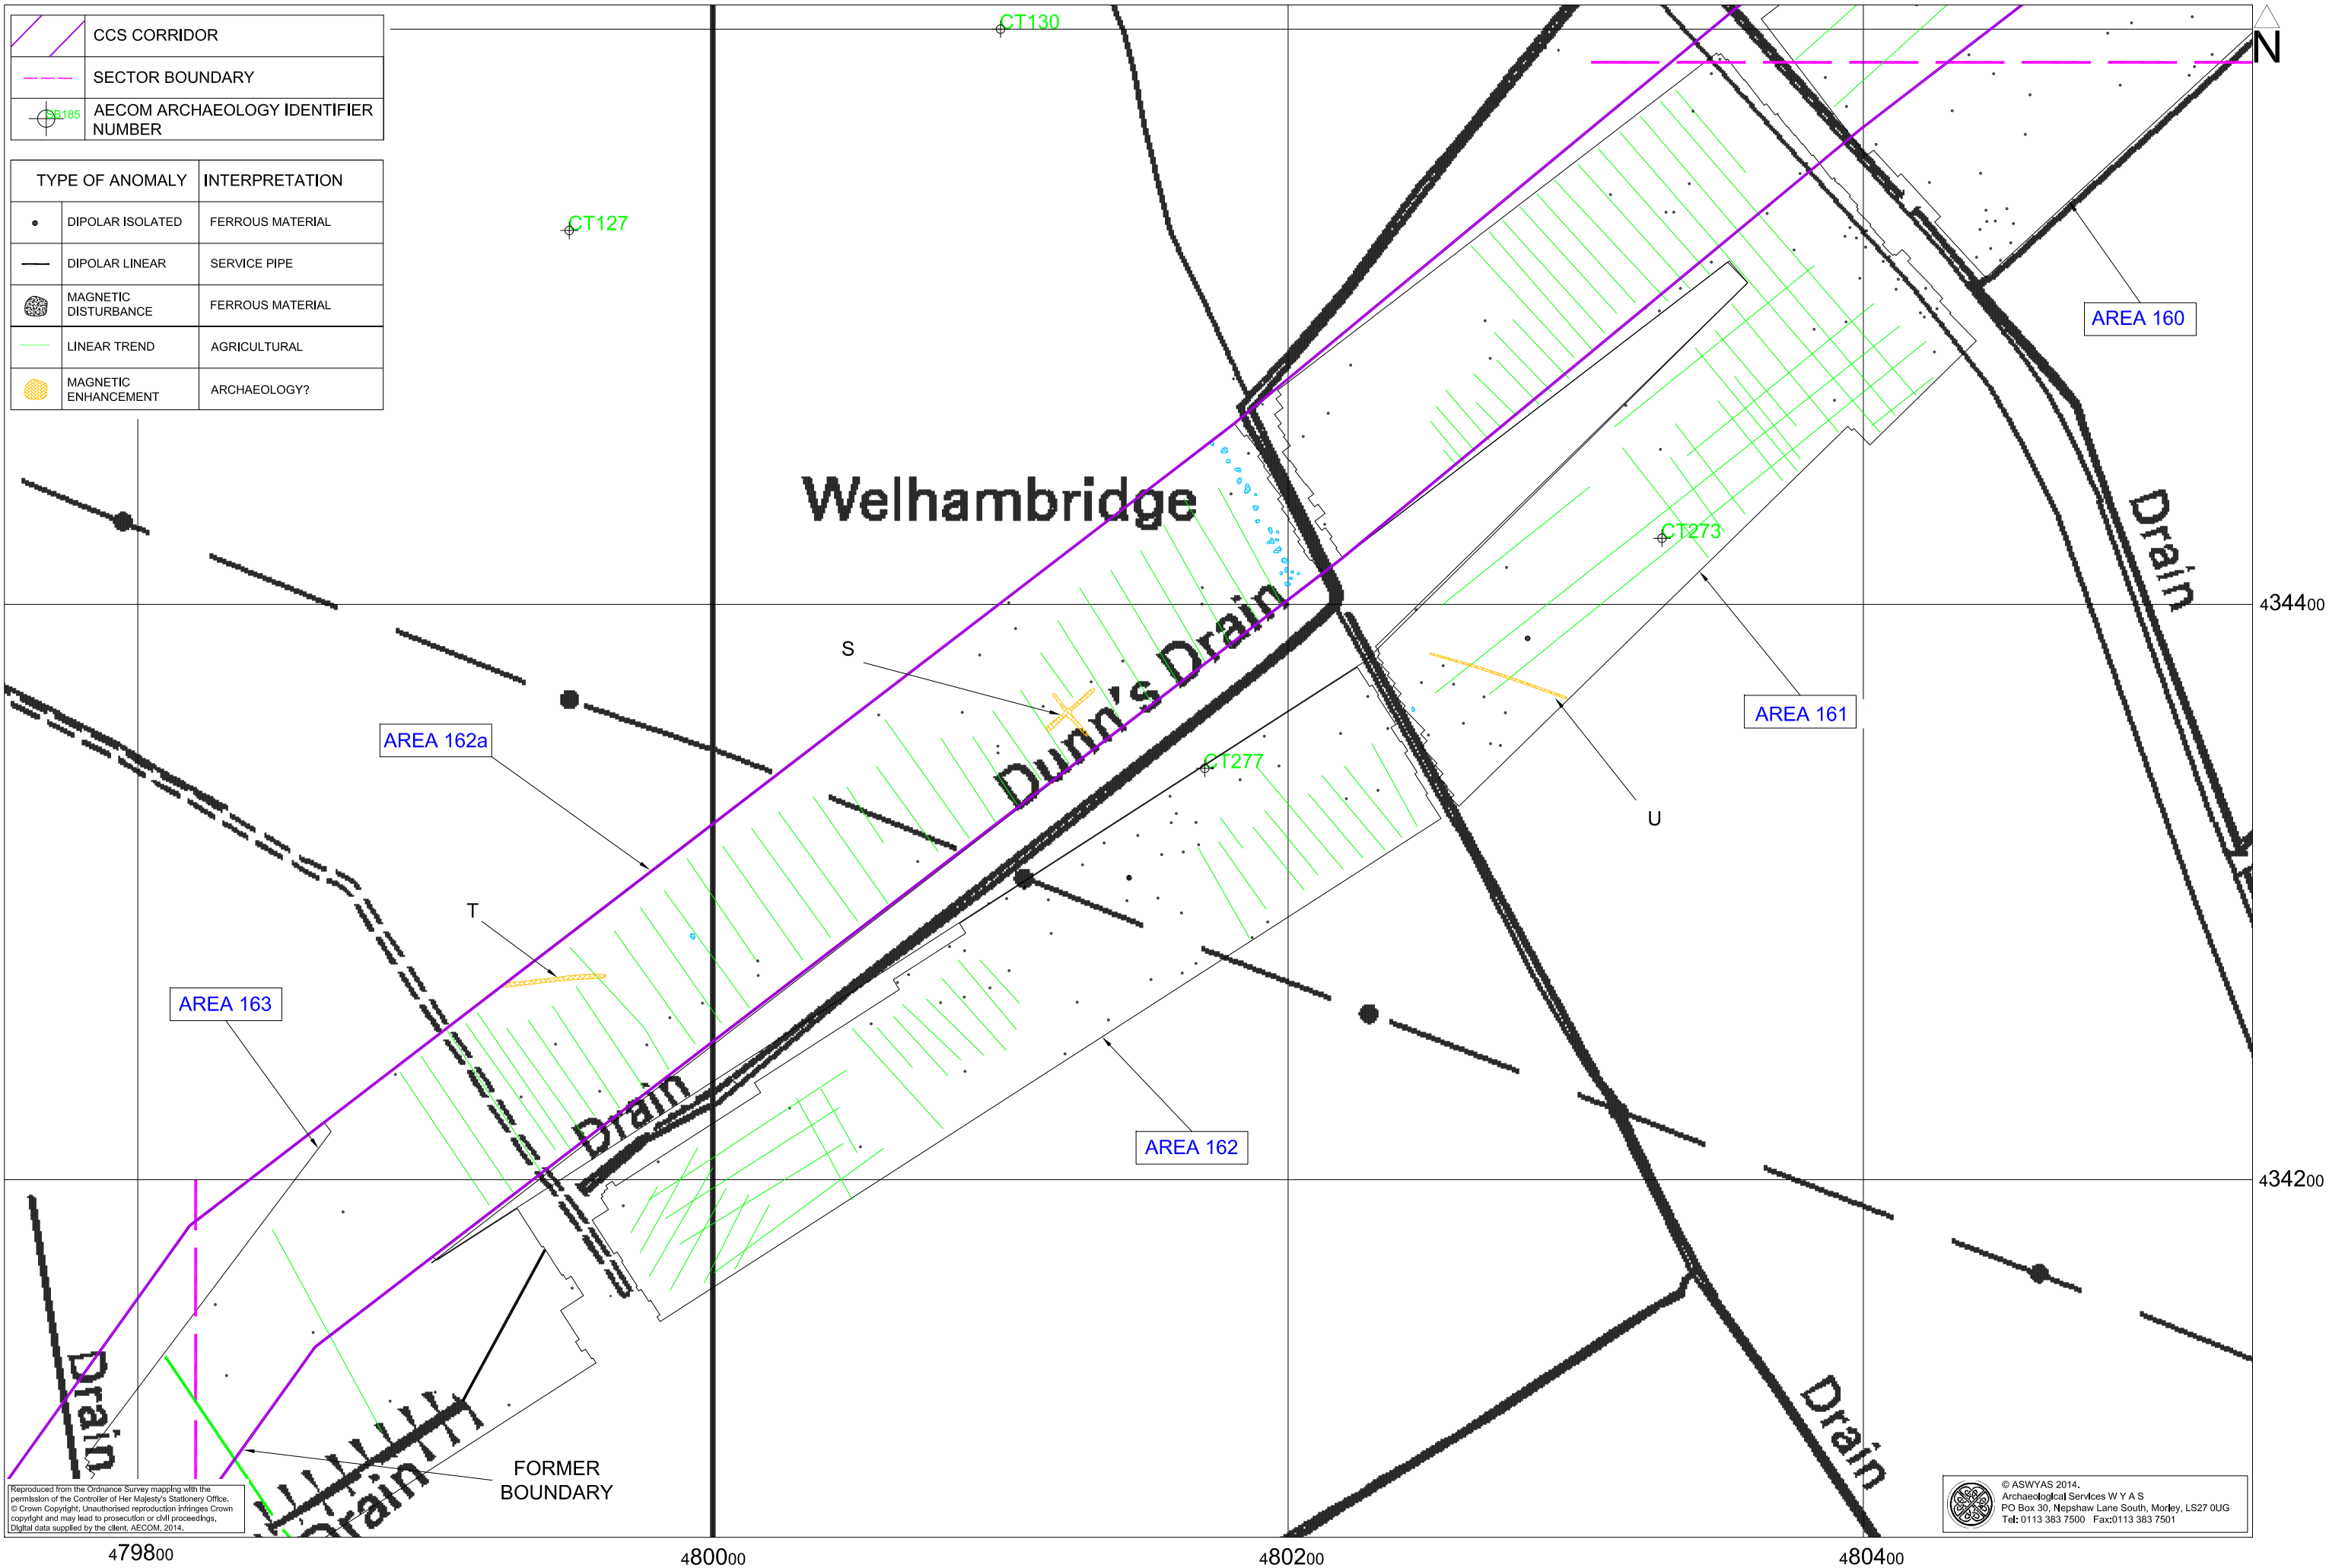 CCS CORRIDOR
SECTOR BOUNDARY
SB185
AECOM ARCHAEOLOGY IDENTIFIER
NUMBER
TYPE OF ANOMALY INTERPRETATION
DIPOLAR ISOLATED FERROUS MATERIAL
DIPOLAR LINEAR SERVICE PIPE
MAGNETIC
DISTURBANCE
FERROUS MATERIAL
LINEAR TREND AGRICULTURAL
MAGNETIC
ENHANCEMENT
ARCHAEOLOGY?
CT130
N
CT127
AREA 160
Welhambridge
CT273
Drain
434400
Dunn's Drain
S
AREA 162a
AREA 161
CT277
U
T
AREA 163
Drain
AREA 162
434200
Drain
Drain
Drain
FORMER
BOUNDARY
Reproduced from the Ordnance Survey mapping with the
permission of the Controller of Her Majesty's Stationery Office.
© Crown Copyright. Unauthorised reproduction infringes Crown
copyright and may lead to prosecution or civil proceedings.
Digital data supplied by the client, AECOM, 2014.
© ASWYAS 2014.
Archaeological Services W Y A S
PO Box 30, Nepshaw Lane South, Morley, LS27 0UG
Tel: 0113 383 7500 Fax:0113 383 7501
479800
480000
480200
480400